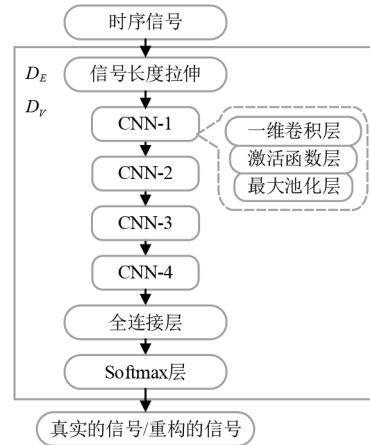 时序信号
D_E
信号长度拉伸
D_V
CNN-1
一维卷积层
激活函数层
最大池化层
CNN-2
CNN-3
CNN-4
全连接层
Softmax层
真实的信号/重构的信号